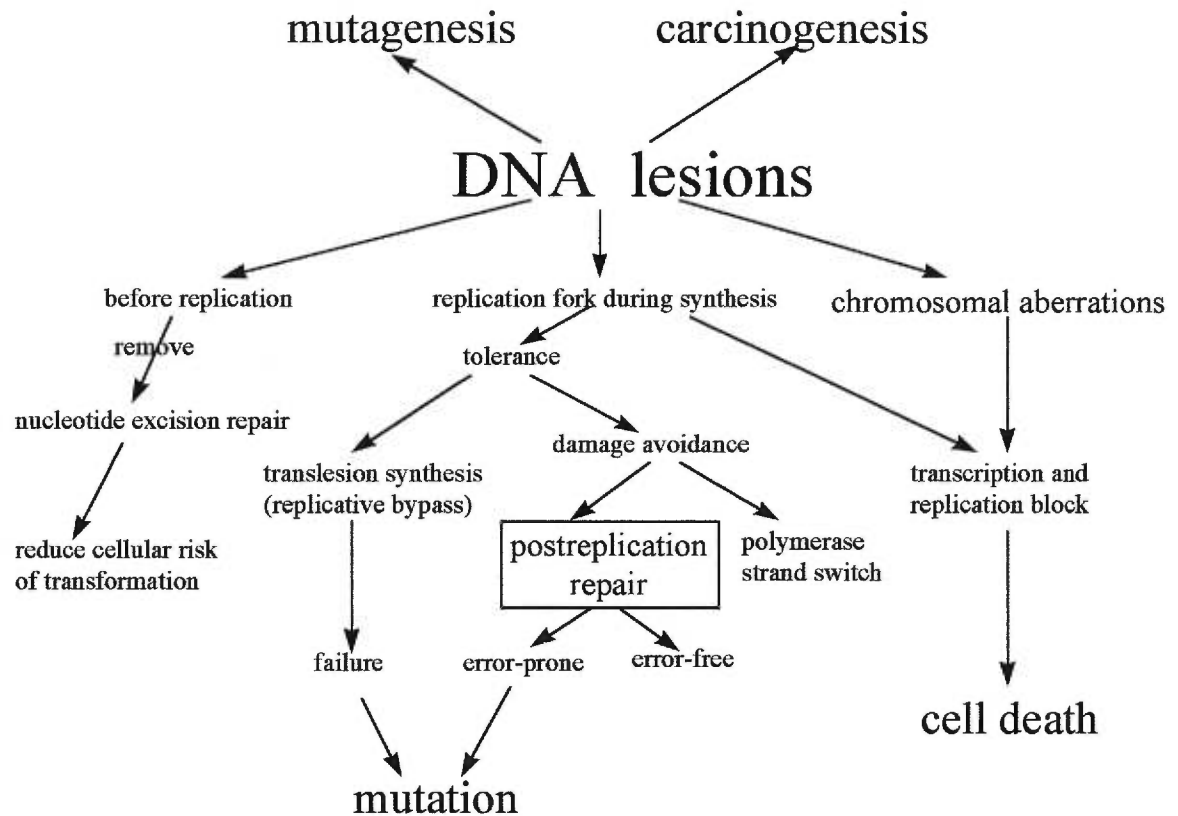 mutagenesis
carcinogenesis
DNA lesions
before replication
replication fork during synthesis
chromosomal aberrations
remove
tolerance
nucleotide excision repair
damage avoidance
translesion synthesis
(replicative bypass)
transcription and
replication block
reduce cellular risk
of transformation
postreplication
repair
polymerase
strand switch
failure
error-prone
error-free
cell death
mutation